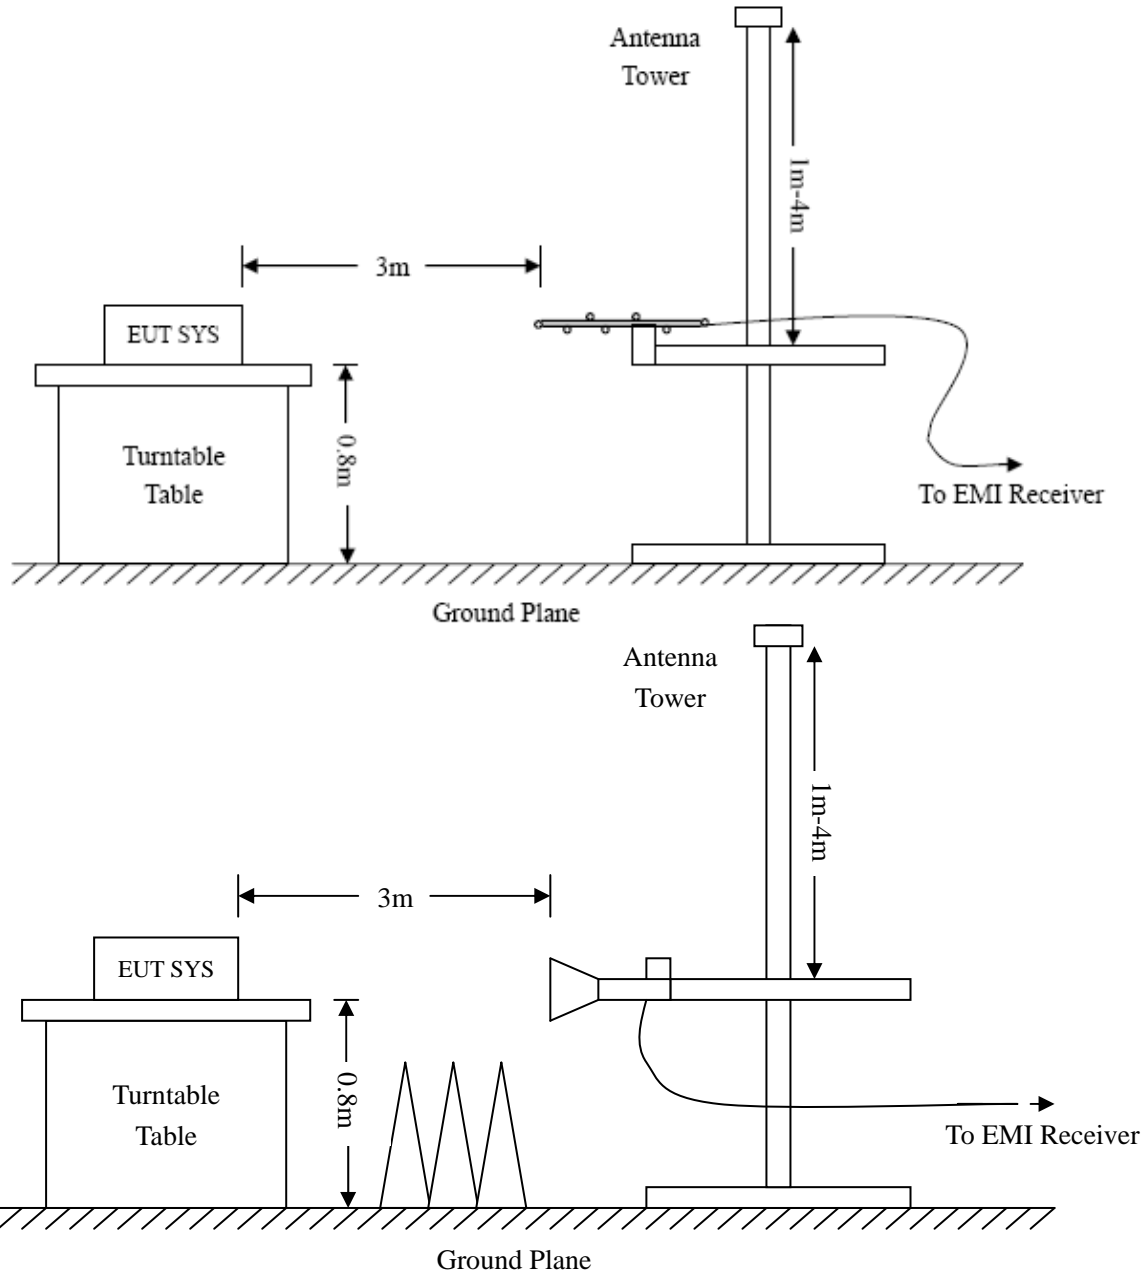 Antenna
Tower
1m-4m
3m
EUT SYS
0.8m
Turntable
Table
To EMI Receiver
Ground Plane
Antenna
Tower
1m-4m
3m
EUT SYS
0.8m
Turntable
Table
To EMI Receiver
Ground Plane